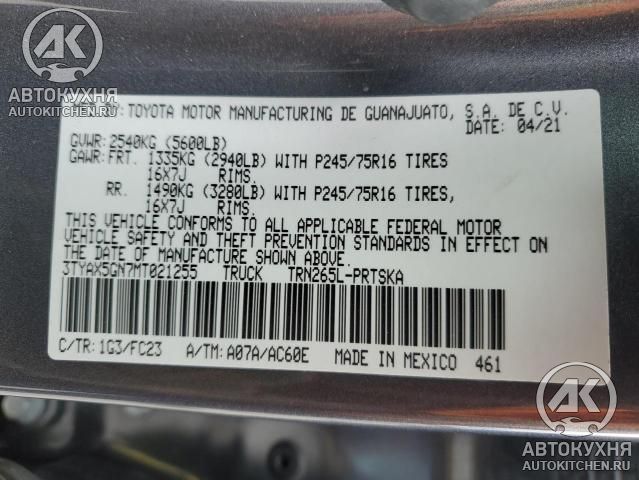 АК
АВТОКУХНЯ
AUTOKITCHEN.RU
BY: TOYOTA MOTOR MANUFACTURING DE GUANAJUATO, S.A. DE C.V.
DATE: 04/21
GVWR: 2540KG (5600LB)
GAWR: FRT. 1335KG (2940LB) WITH P245/75R16 TIRES
16X7J RIMS.
RR. 1490KG (3280LB) WITH P245/75R16 TIRES,
16X7J RIMS.
THIS VEHICLE CONFORMS TO ALL APPLICABLE FEDERAL MOTOR
VEHICLE SAFETY AND THEFT PREVENTION STANDARDS IN EFFECT ON
THE DATE OF MANUFACTURE SHOWN ABOVE.
3TYAX5GN7MT021255 TRUCK TRN265L-PRTSKA
C/TR: 1G3/FC23 A/TM: A07A/AC60E MADE IN MEXICO 461
АК
АВТОКУХНЯ
AUTOKITCHEN.RU